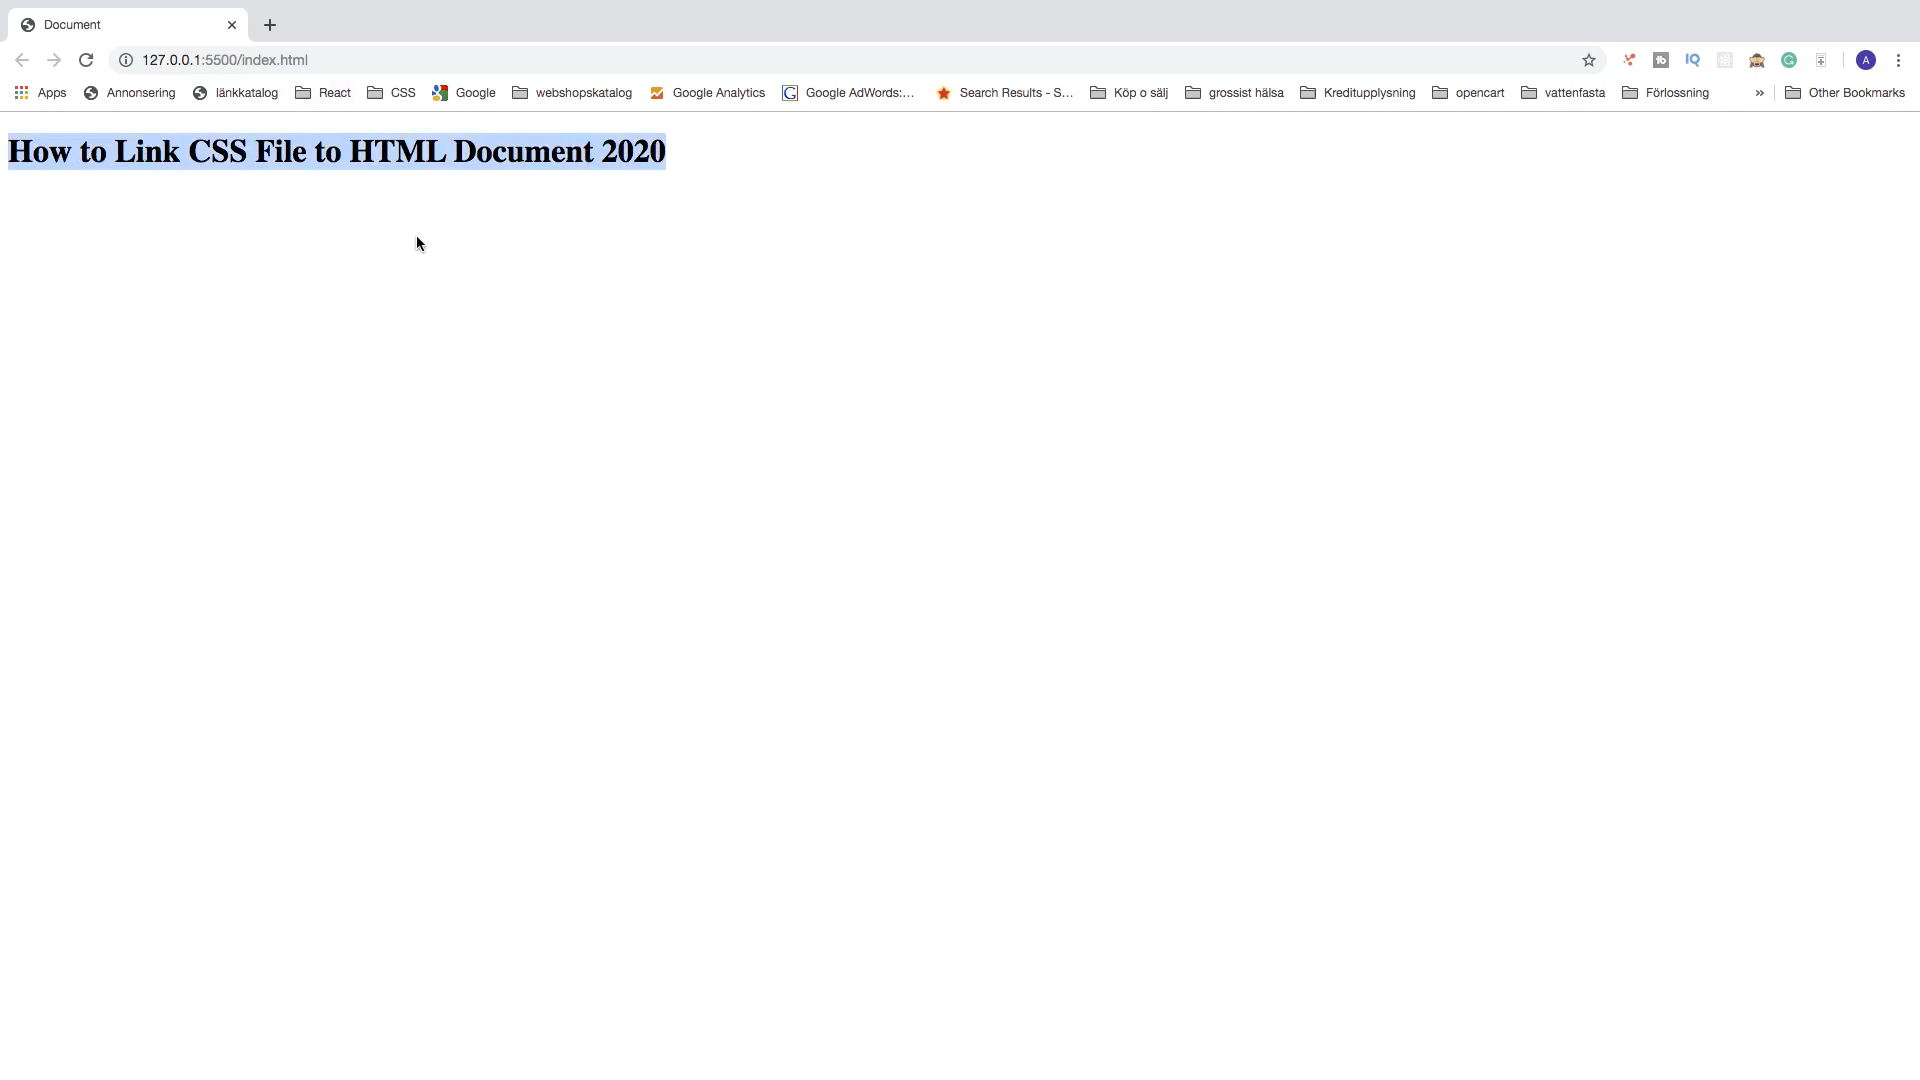 Document
127.0.0.1:5500/index.html
Apps Annonsering länkkatalog React CSS Google webshopskatalog Google Analytics Google AdWords:... Search Results - S... Köp o sälj grossist hälsa Kreditupplysning opencart vattenfasta Förlossning » Other Bookmarks
How to Link CSS File to HTML Document 2020